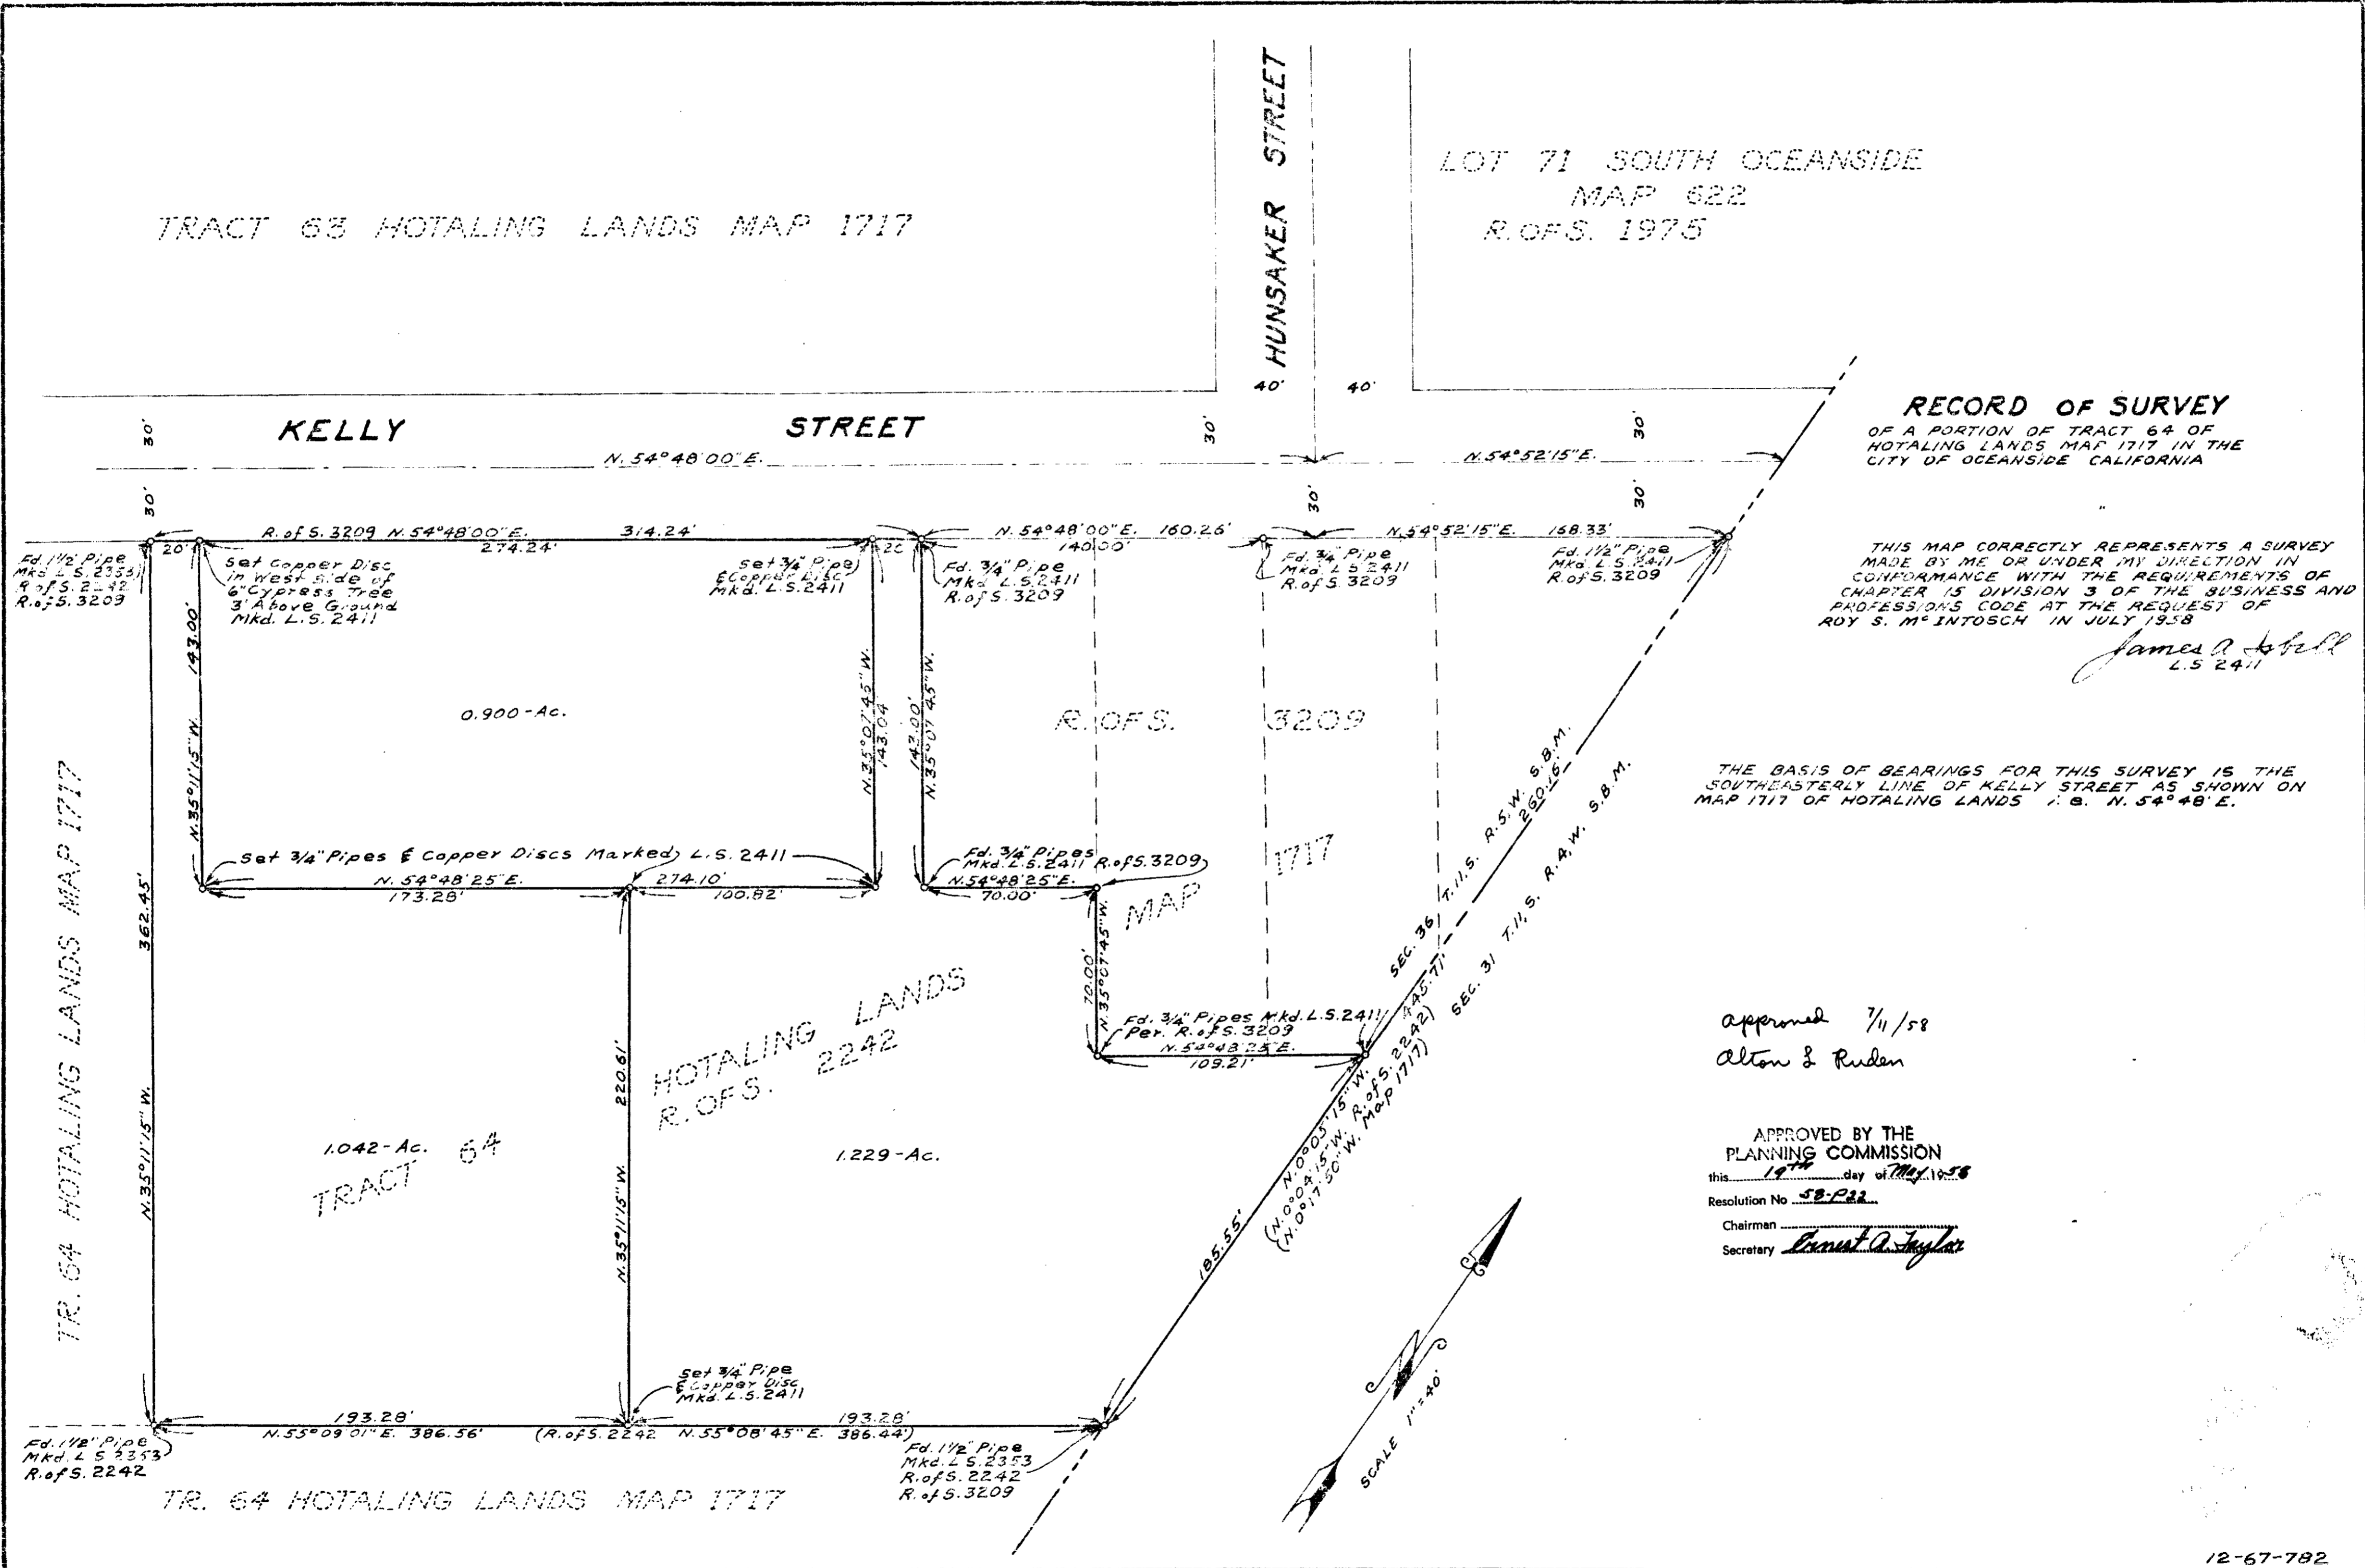 TRACT 63 HOTALING LANDS MAP 1717
HUNSAKER STREET
LOT 71 SOUTH OCEANSIDE
MAP 622
R. OF S. 1975
40'
40'
KELLY STREET
30'
30'
30'
N. 54°48'00"E.
N. 54°52'15"E.
30'
30'
30'
RECORD OF SURVEY
OF A PORTION OF TRACT 64 OF
HOTALING LANDS MAP 1717 IN THE
CITY OF OCEANSIDE CALIFORNIA
THIS MAP CORRECTLY REPRESENTS A SURVEY
MADE BY ME OR UNDER MY DIRECTION IN
CONFORMANCE WITH THE REQUIREMENTS OF
CHAPTER 15 DIVISION 3 OF THE BUSINESS AND
PROFESSIONS CODE AT THE REQUEST OF
ROY S. McINTOSCH IN JULY 1958
James A
L.S 2411
THE BASIS OF BEARINGS FOR THIS SURVEY IS THE
SOUTHEASTERLY LINE OF KELLY STREET AS SHOWN ON
MAP 1717 OF HOTALING LANDS i.e. N. 54°48' E.
R. of S. 3209 N. 54°48'00"E. 314.24'
20'
274.24'
20
N. 54°48'00"E. 160.26'
140.00'
N. 54°52'15"E. 168.33'
Fd. 1 1/2" Pipe
Mkd L.S. 2353
R of S. 2242
R. of S. 3209
Set Copper Disc
in West side of
6" Cypress Tree
3' Above Ground
Mkd. L.S. 2411
Set 3/4" Pipe
& Copper Disc
Mkd. L.S. 2411
Fd. 3/4" Pipe
Mkd L.S. 2411
R. of S. 3209
Fd. 3/4" Pipe
Mkd. L S 2411
R. of S. 3209
Fd. 1 1/2" Pipe
Mkd. L.S. 2411
R. of S. 3209
N. 35°11'15" W. 143.00'
0.900-Ac.
N. 35°07'45" W.
143.04'
143.00'
N. 35°07'45" W.
R. OF S. 3209
MAP 1717
Set 3/4" Pipes & Copper Discs Marked L.S. 2411
N. 54°48'25"E. 274.10'
173.28'
100.82'
Fd. 3/4" Pipes
Mkd. L.S. 2411 R. of S. 3209
N. 54°48'25"E.
70.00'
70.00'
N. 35°07'45" W.
Fd. 3/4" Pipes Mkd. L.S. 2411
Per. R. of S. 3209
N. 54°48'25"E.
109.21'
SEC. 36 T. 11, S. R. 5, W. S.B.M.
260.16'
SEC. 31 T. 11, S. R. 4, W. S.B.M.
N. 0°05'15" W. 445.71'
(N. 0°04'15" W. R. of S. 2242)
(N. 0°17'50" W. Map 1717)
185.55'
TR. 64 HOTALING LANDS MAP 1717
N. 35°11'15" W. 362.45'
N. 35°11'15" W. 220.61'
HOTALING LANDS
R. OF S. 2242
1.042-Ac.
TRACT 64
1.229-Ac.
Set 3/4" Pipe
& Copper Disc
Mkd. L.S. 2411
193.28'
193.28'
N. 55°09'01"E. 386.56' (R. of S. 2242 N. 55°08'45"E. 386.44')
Fd. 1 1/2" Pipe
Mkd. L S 2353
R. of S. 2242
Fd. 1 1/2" Pipe
Mkd. L S. 2353
R. of S. 2242
R. of S. 3209
TR. 64 HOTALING LANDS MAP 1717
N
SCALE 1"=40'
approved 7/11/58
Alton L Ruden
APPROVED BY THE
PLANNING COMMISSION
this 19th day of May 1958
Resolution No 58-P22
Chairman
Secretary Ernest A. Taylor
12-67-782